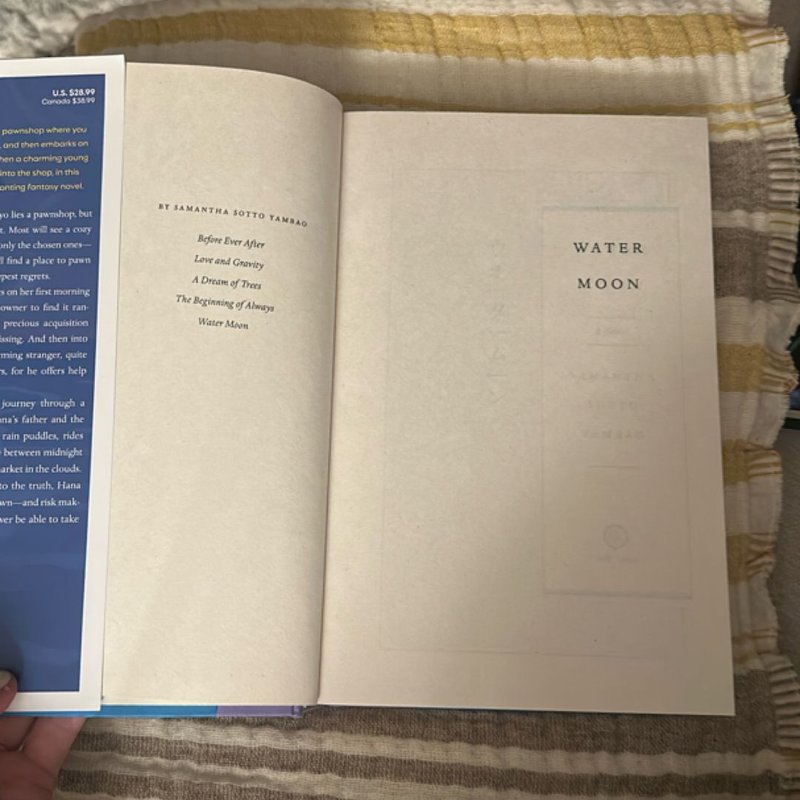 U.S. $28.99
Canada $38.99
pawnshop where you
, and then embarks on
hen a charming young
into the shop, in this
anting fantasy novel.
yo lies a pawnshop, but
t. Most will see a cozy
only the chosen ones—
ll find a place to pawn
pest regrets.
s on her first morning
owner to find it ran-
precious acquisition
issing. And then into
ming stranger, quite
s, for he offers help
journey through a
na's father and the
rain puddles, rides
between midnight
arket in the clouds.
to the truth, Hana
wn—and risk mak-
ver be able to take
BY SAMANTHA SOTTO YAMBAO
Before Ever After
Love and Gravity
A Dream of Trees
The Beginning of Always
Water Moon
WATER
MOON